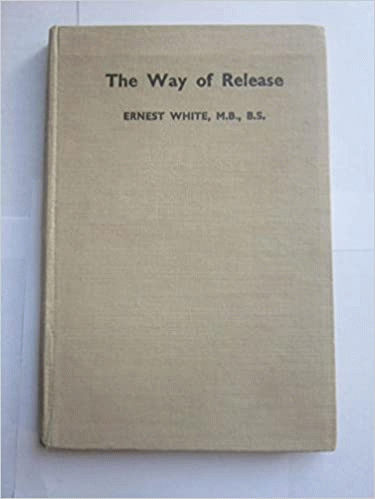 The Way of Release
ERNEST WHITE, M.B., B.S.